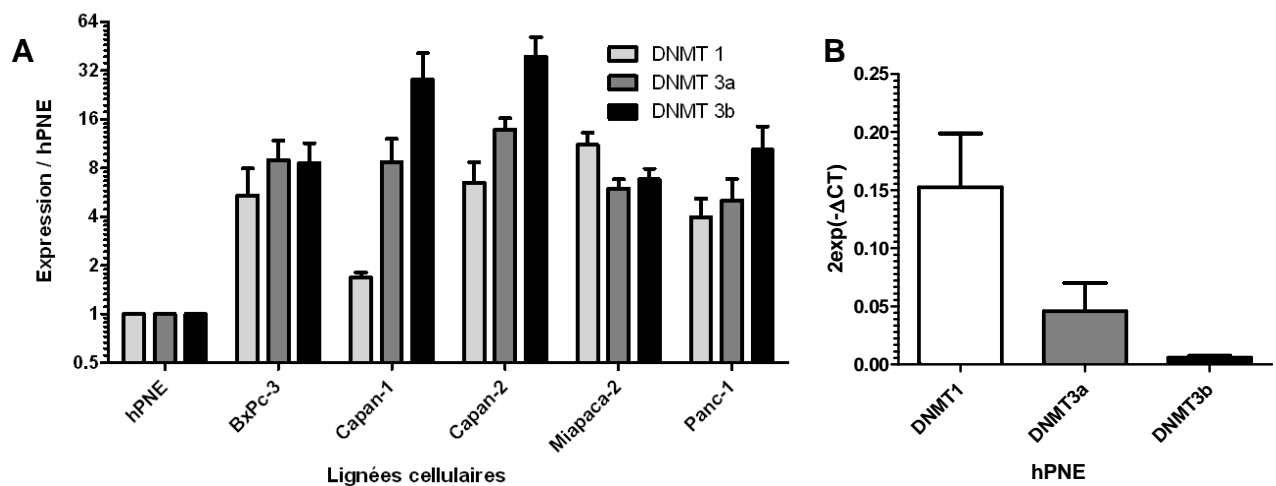 A
Expression / hPNE
64
32
16
8
4
2
1
0.5
DNMT 1
DNMT 3a
DNMT 3b
hPNE
BxPc-3
Capan-1
Capan-2
Miapaca-2
Panc-1
Lignées cellulaires
B
2exp(-ΔCT)
0.25
0.20
0.15
0.10
0.05
0.00
DNMT1
DNMT3a
DNMT3b
hPNE